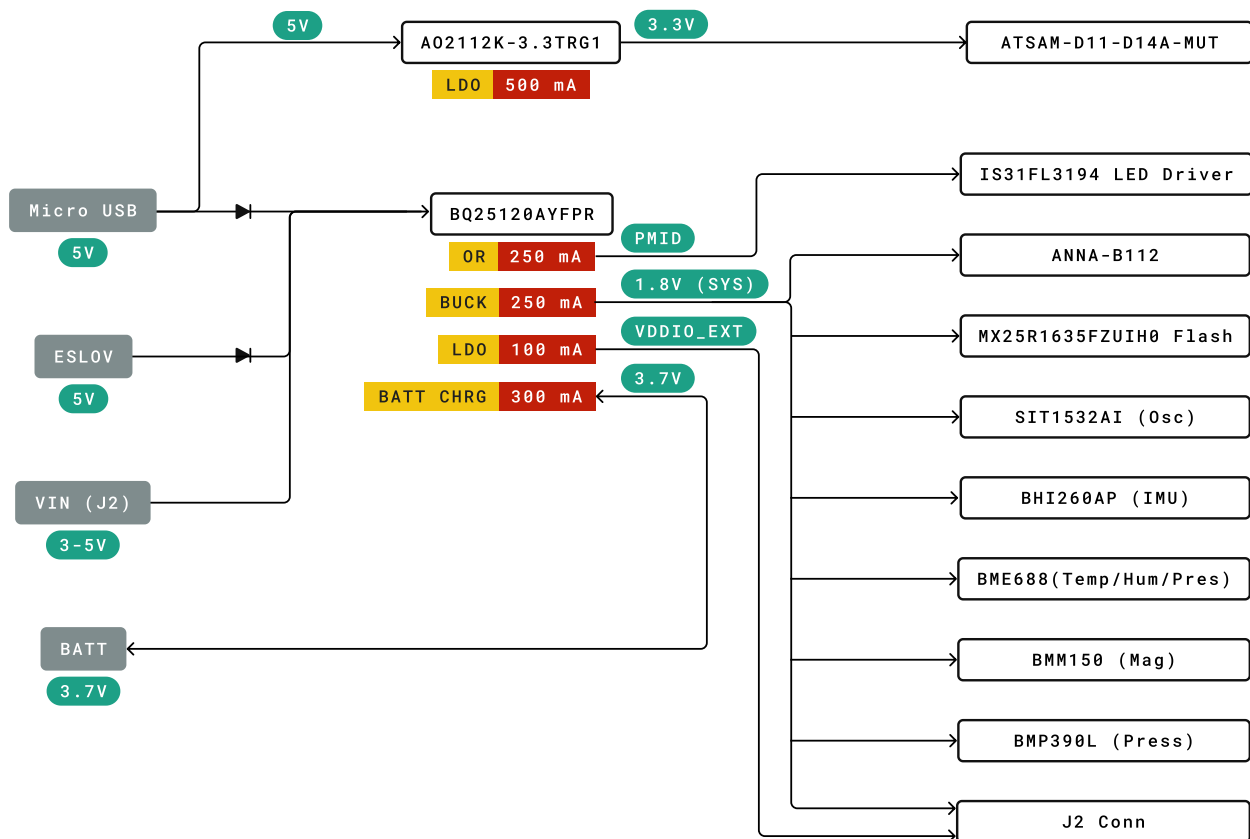 5V
AO2112K-3.3TRG1
3.3V
ATSAM-D11-D14A-MUT
LDO 500 mA
IS31FL3194 LED Driver
Micro USB
5V
BQ25120AYFPR
OR 250 mA
PMID
ANNA-B112
BUCK 250 mA
1.8V (SYS)
LDO 100 mA
VDDIO_EXT
MX25R1635FZUIH0 Flash
ESLOV
5V
BATT CHRG 300 mA
3.7V
SIT1532AI (Osc)
VIN (J2)
3-5V
BHI260AP (IMU)
BME688(Temp/Hum/Pres)
BATT
3.7V
BMM150 (Mag)
BMP390L (Press)
J2 Conn